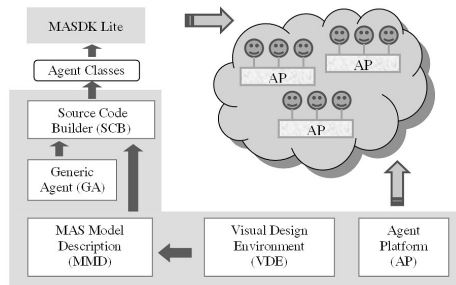 MASDK Lite
Agent Classes
Source Code
Builder (SCB)
Generic
Agent (GA)
MAS Model
Description
(MMD)
Visual Design
Environment
(VDE)
Agent
Platform
(AP)
AP
AP
AP